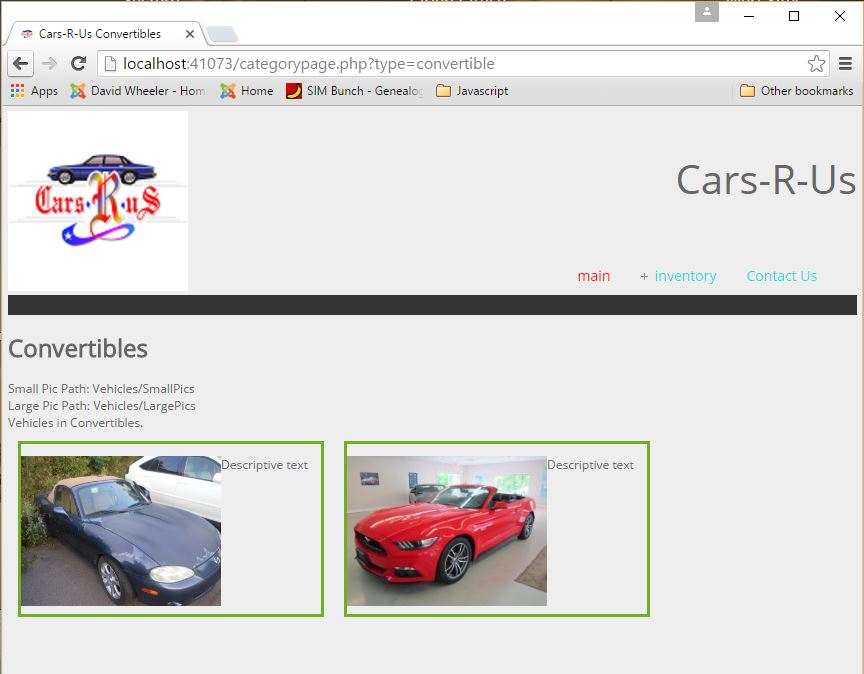 Cars-R-Us Convertibles
localhost:41073/categorypage.php?type=convertible
Apps David Wheeler - Hom Home SIM Bunch - Genealog Javascript Other bookmarks
Cars-R-uS
Cars-R-Us
main + inventory Contact Us
Convertibles
Small Pic Path: Vehicles/SmallPics
Large Pic Path: Vehicles/LargePics
Vehicles in Convertibles.
Descriptive text Descriptive text